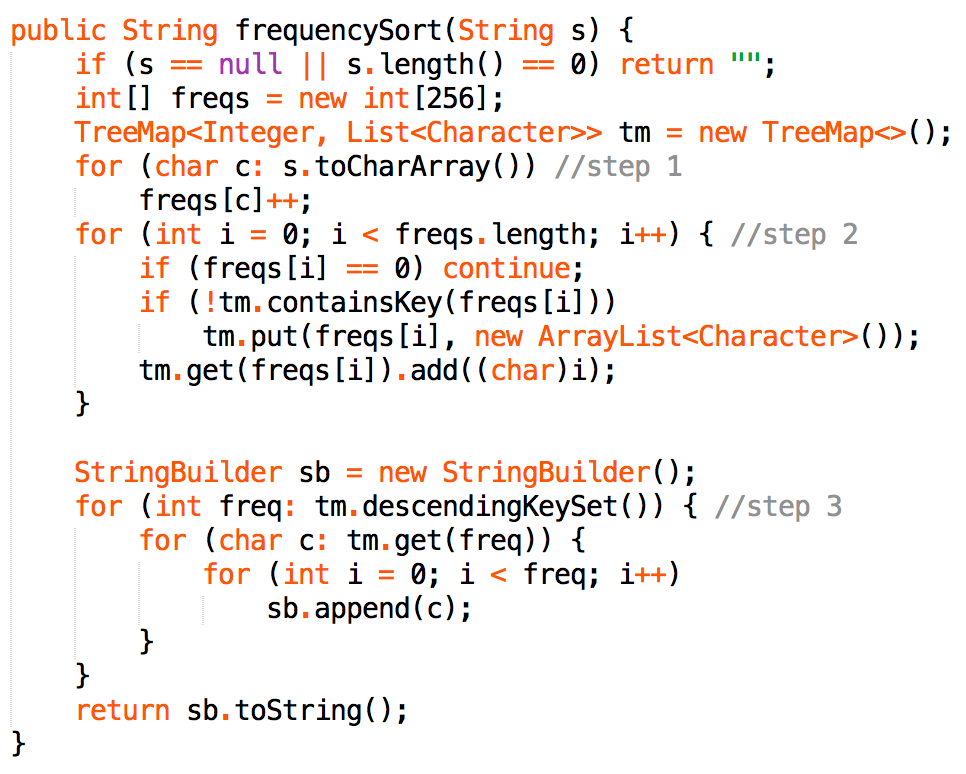 public String frequencySort(String s) {
    if (s == null || s.length() == 0) return "";
    int[] freqs = new int[256];
    TreeMap<Integer, List<Character>> tm = new TreeMap<>();
    for (char c: s.toCharArray()) //step 1
        freqs[c]++;
    for (int i = 0; i < freqs.length; i++) { //step 2
        if (freqs[i] == 0) continue;
        if (!tm.containsKey(freqs[i]))
            tm.put(freqs[i], new ArrayList<Character>());
        tm.get(freqs[i]).add((char)i);
    }

    StringBuilder sb = new StringBuilder();
    for (int freq: tm.descendingKeySet()) { //step 3
        for (char c: tm.get(freq)) {
            for (int i = 0; i < freq; i++)
                sb.append(c);
        }
    }
    return sb.toString();
}